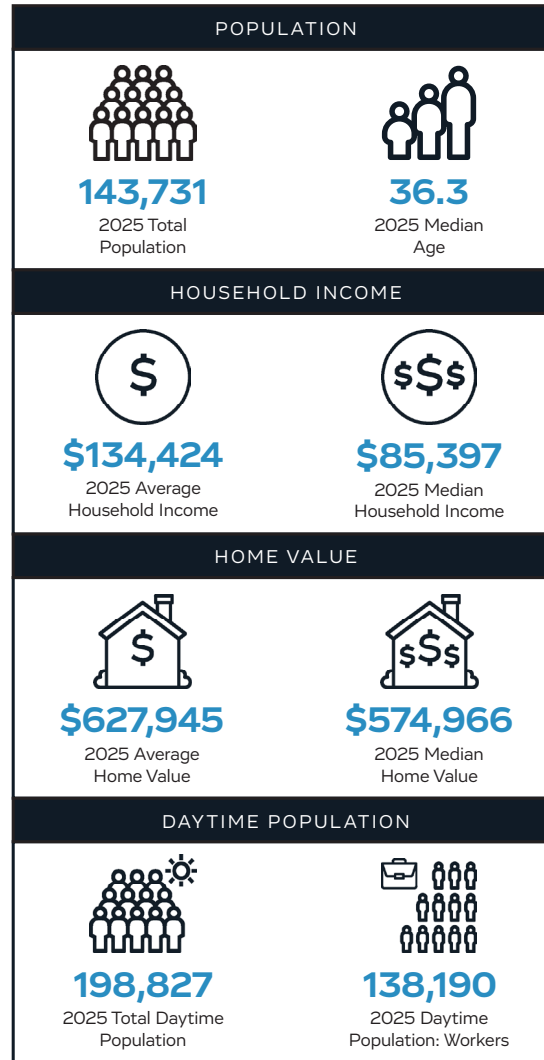 POPULATION
143,731
2025 Total
Population
36.3
2025 Median
Age
HOUSEHOLD INCOME
$
$134,424
2025 Average
Household Income
$$$
$85,397
2025 Median
Household Income
HOME VALUE
$
$627,945
2025 Average
Home Value
$$$
$574,966
2025 Median
Home Value
DAYTIME POPULATION
198,827
2025 Total Daytime
Population
138,190
2025 Daytime
Population: Workers